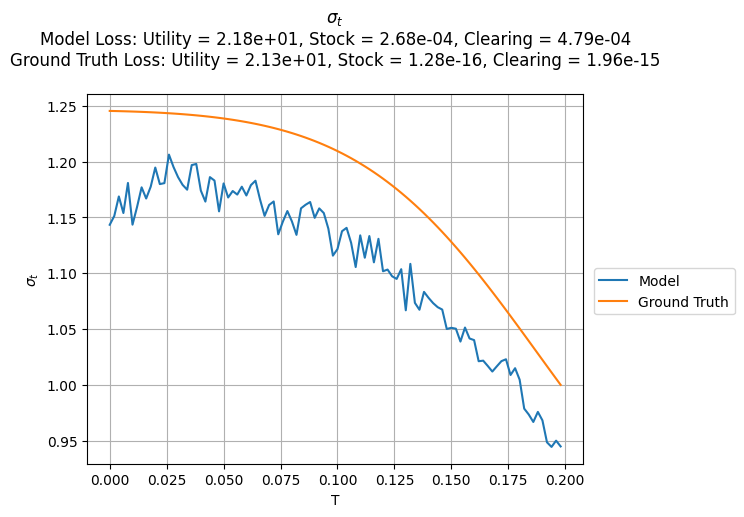 σt
Model Loss: Utility = 2.18e+01, Stock = 2.68e-04, Clearing = 4.79e-04
Ground Truth Loss: Utility = 2.13e+01, Stock = 1.28e-16, Clearing = 1.96e-15
1.25
1.20
1.15
1.10
1.05
1.00
0.95
σt
0.000 0.025 0.050 0.075 0.100 0.125 0.150 0.175 0.200
T
Model
Ground Truth